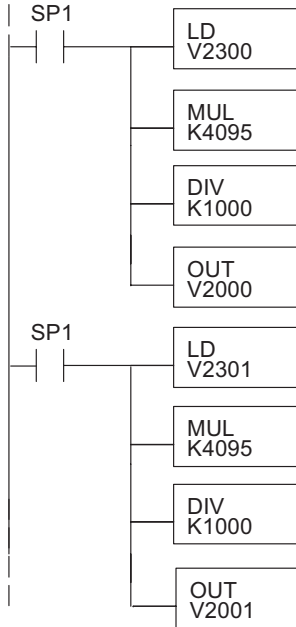 SP1
LD
V2300
MUL
K4095
DIV
K1000
OUT
V2000
SP1
LD
V2301
MUL
K4095
DIV
K1000
OUT
V2001